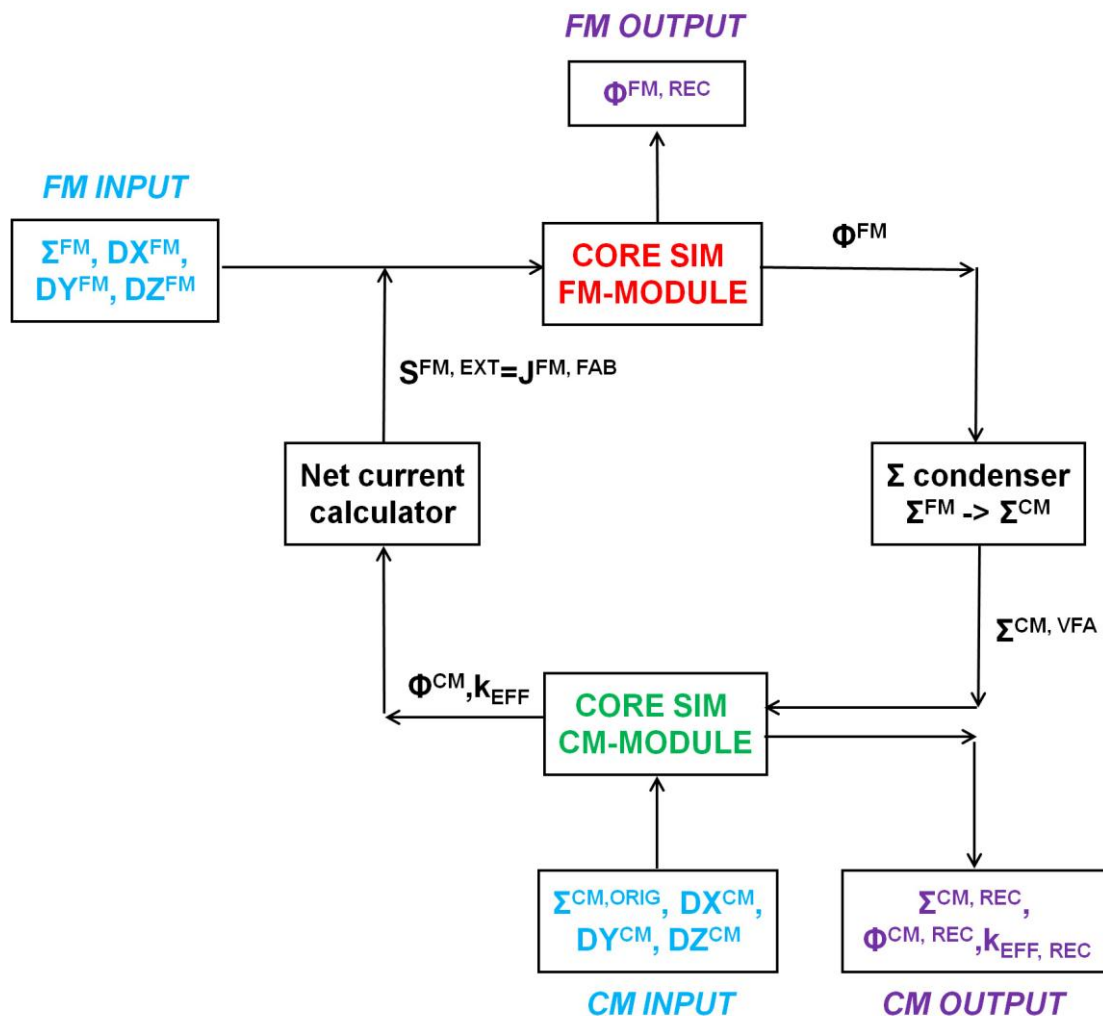 FM OUTPUT
Φ^FM, REC
FM INPUT
Σ^FM, DX^FM,
DY^FM, DZ^FM
CORE SIM
FM-MODULE
Φ^FM
S^FM, EXT=J^FM, FAB
Net current
calculator
Σ condenser
Σ^FM -> Σ^CM
Σ^CM, VFA
Φ^CM,k_EFF
CORE SIM
CM-MODULE
Σ^CM,ORIG, DX^CM,
DY^CM, DZ^CM
CM INPUT
Σ^CM, REC,
Φ^CM, REC,k_EFF, REC
CM OUTPUT